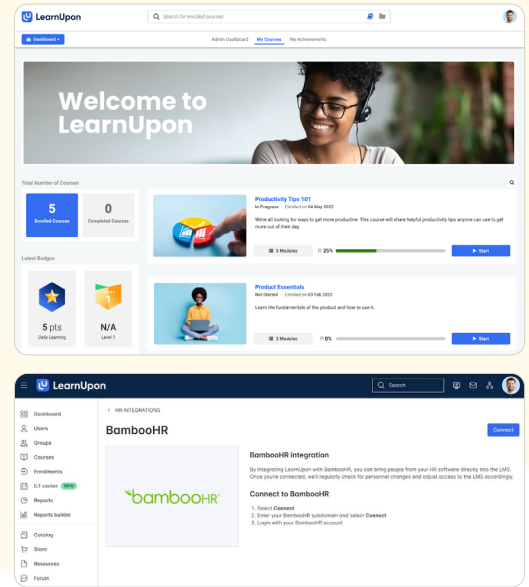 LearnUpon
Search for enrolled courses
Dashboard
Admin Dashboard My Courses My Achievements
Welcome to
LearnUpon
Total Number of Courses
5
Enrolled Courses
0
Completed Courses
Productivity Tips 101
In Progress Enrolled on 04 May 2022
We're all looking for ways to get more productive. This course will share helpful productivity tips anyone can use to get
more out of their day
5 Modules 25% Start
Latest Badges
5 pts
Daily Learning
LEVEL
1
N/A
Level 1
Product Essentials
Not Started Enrolled on 03 Feb 2022
Learn the fundamentals of the product and how to use it.
2 Modules 0% Start
LearnUpon
Search
Dashboard
Users
Groups
Courses
Enrollments
ILT center NEW
Reports
Reports builder
Catalog
Store
Resources
Forum
< HR INTEGRATIONS
BambooHR
Connect
bambooHR
BambooHR integration
By integrating LearnUpon with BambooHR, you can bring people from your HR software directly into the LMS.
Once you're connected, we'll regularly check for personnel changes and adjust access to the LMS accordingly.
Connect to BambooHR
1. Select Connect
2. Enter your BambooHR subdomain and select Connect
3. Login with your BambooHR account